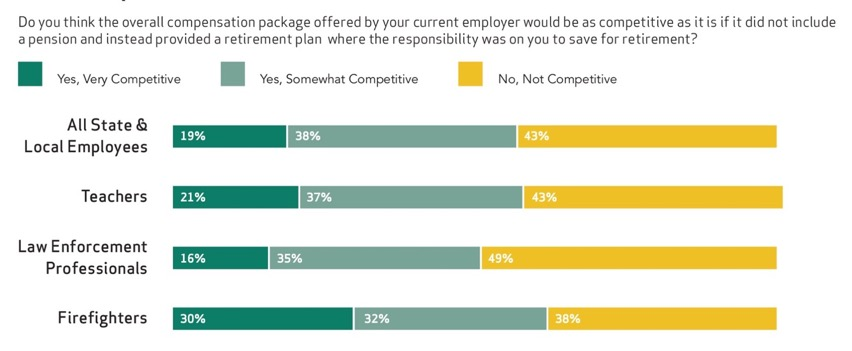 Do you think the overall compensation package offered by your current employer would be as competitive as it is if it did not include
a pension and instead provided a retirement plan where the responsibility was on you to save for retirement?
Yes, Very Competitive
Yes, Somewhat Competitive
No, Not Competitive
All State &
Local Employees
19%
38%
43%
Teachers
21%
37%
43%
Law Enforcement
Professionals
16%
35%
49%
Firefighters
30%
32%
38%